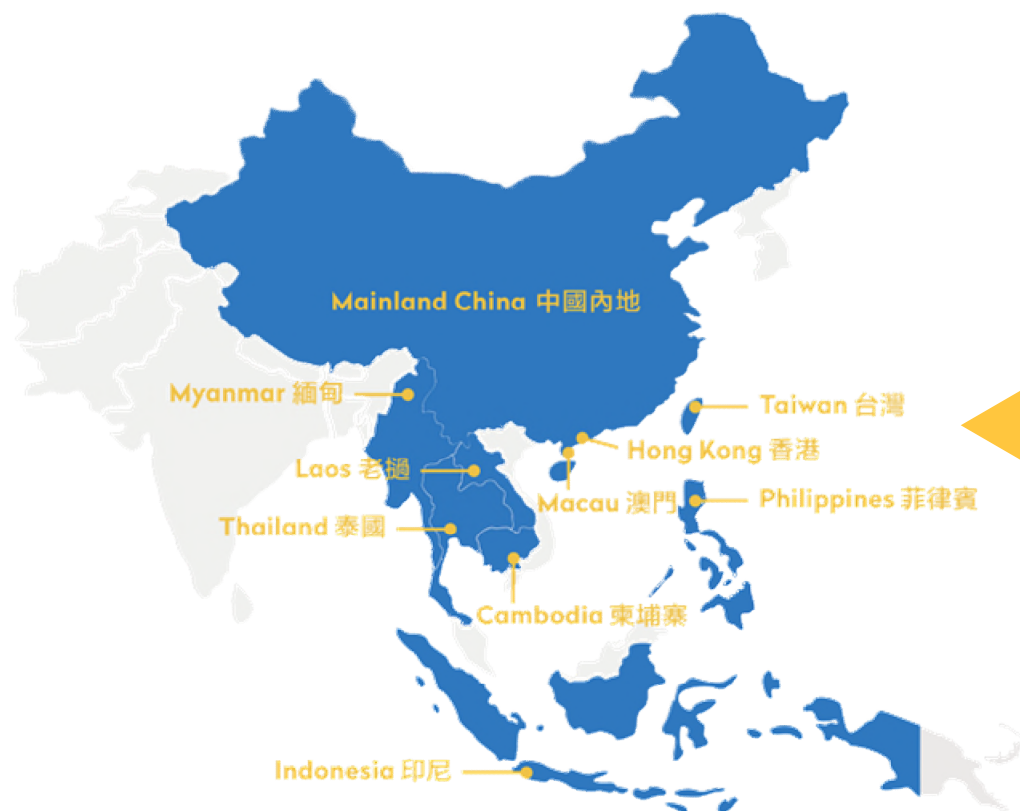 Mainland China 中國內地
Myanmar 緬甸
Taiwan 台灣
Hong Kong 香港
Laos 老撾
Macau 澳門
Philippines 菲律賓
Thailand 泰國
Cambodia 柬埔寨
Indonesia 印尼